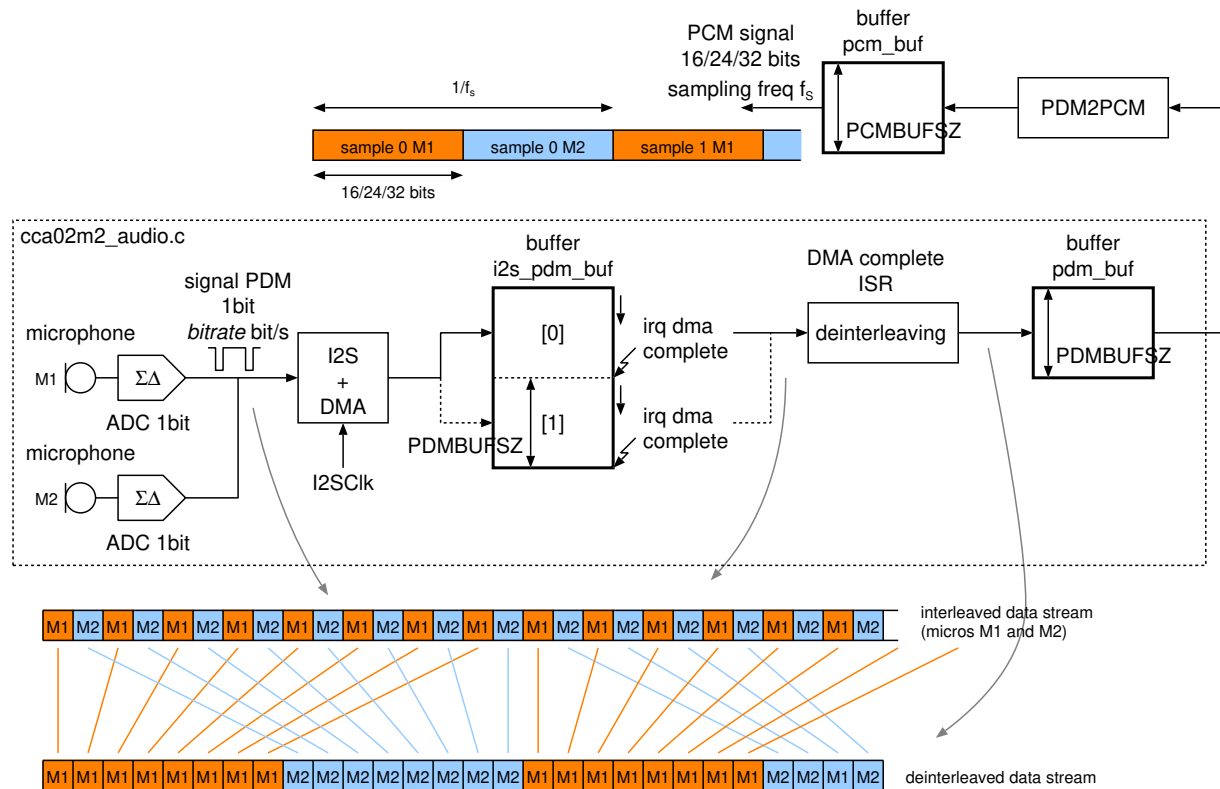 buffer
pcm_buf
PCM signal
16/24/32 bits
sampling freq fS
1/fs
PCMBUFSZ
PDM2PCM
sample 0 M1
sample 0 M2
sample 1 M1
16/24/32 bits
cca02m2_audio.c
signal PDM
1bit
bitrate bit/s
buffer
i2s_pdm_buf
DMA complete
ISR
buffer
pdm_buf
microphone
M1
ΣΔ
ADC 1bit
I2S
+
DMA
[0]
irq dma
complete
deinterleaving
PDMBUFSZ
[1]
PDMBUFSZ
irq dma
complete
microphone
M2
ΣΔ
ADC 1bit
I2SClk
M1 M2 M1 M2 M1 M2 M1 M2 M1 M2 M1 M2 M1 M2 M1 M2 M1 M2 M1 M2 M1 M2 M1 M2 M1 M2 M1 M2
interleaved data stream
(micros M1 and M2)
M1 M1 M1 M1 M1 M1 M1 M1 M2 M2 M2 M2 M2 M2 M2 M2 M1 M1 M1 M1 M1 M1 M1 M1 M2 M2 M1 M2
deinterleaved data stream